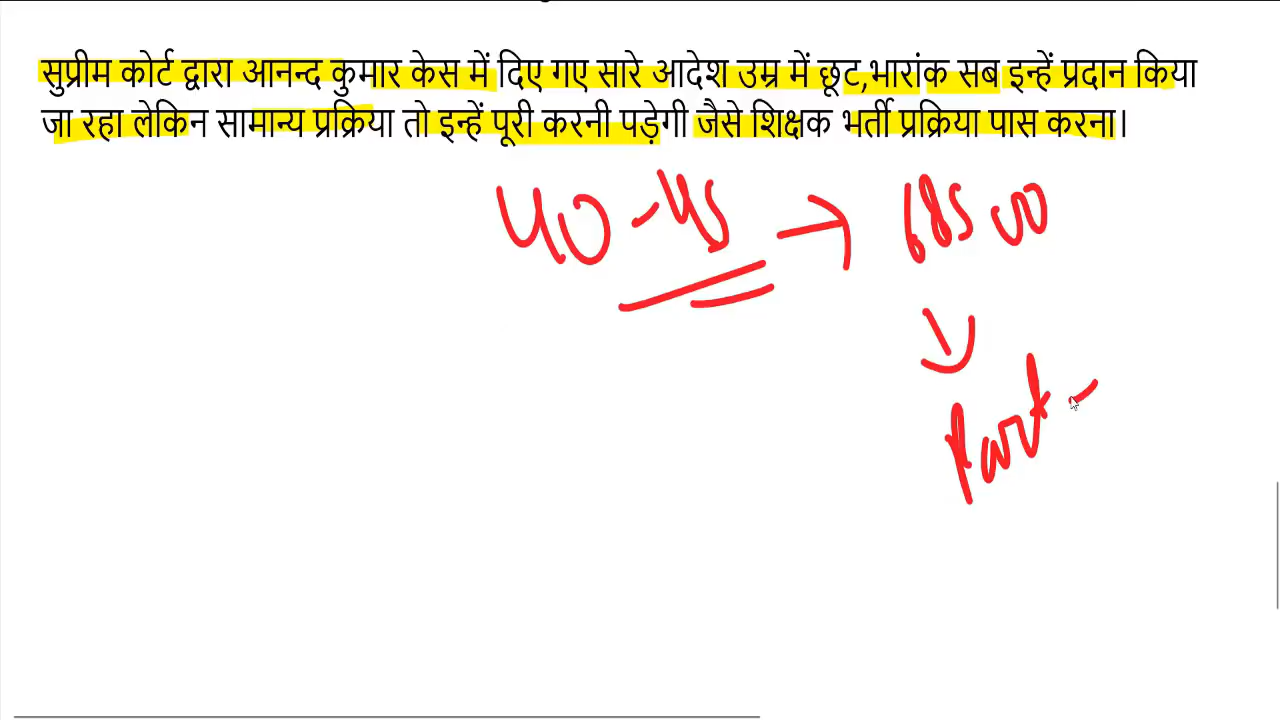 सुप्रीम कोर्ट द्वारा आनन्द कुमार केस में दिए गए सारे आदेश उम्र में छूट,भारांक सब इन्हें प्रदान किया
जा रहा लेकिन सामान्य प्रक्रिया तो इन्हें पूरी करनी पड़ेगी जैसे शिक्षक भर्ती प्रक्रिया पास करना।
40-45 → 68500
Part -